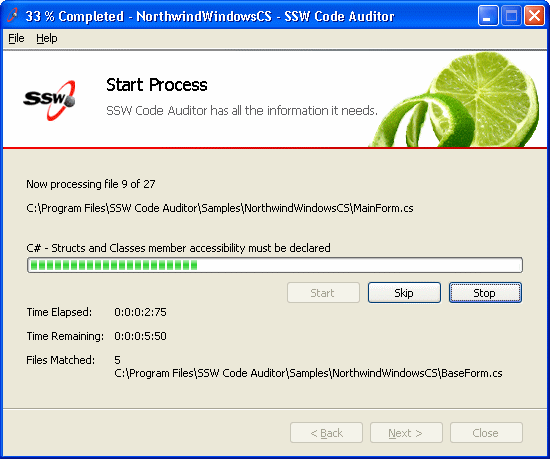 33 % Completed - NorthwindWindowsCS - SSW Code Auditor
File Help
SSW
Start Process
SSW Code Auditor has all the information it needs.
Now processing file 9 of 27
C:\Program Files\SSW Code Auditor\Samples\NorthwindWindowsCS\MainForm.cs
C# - Structs and Classes member accessibility must be declared
Start Skip Stop
Time Elapsed: 0:0:0:2:75
Time Remaining: 0:0:0:5:50
Files Matched: 5
C:\Program Files\SSW Code Auditor\Samples\NorthwindWindowsCS\BaseForm.cs
< Back Next > Close